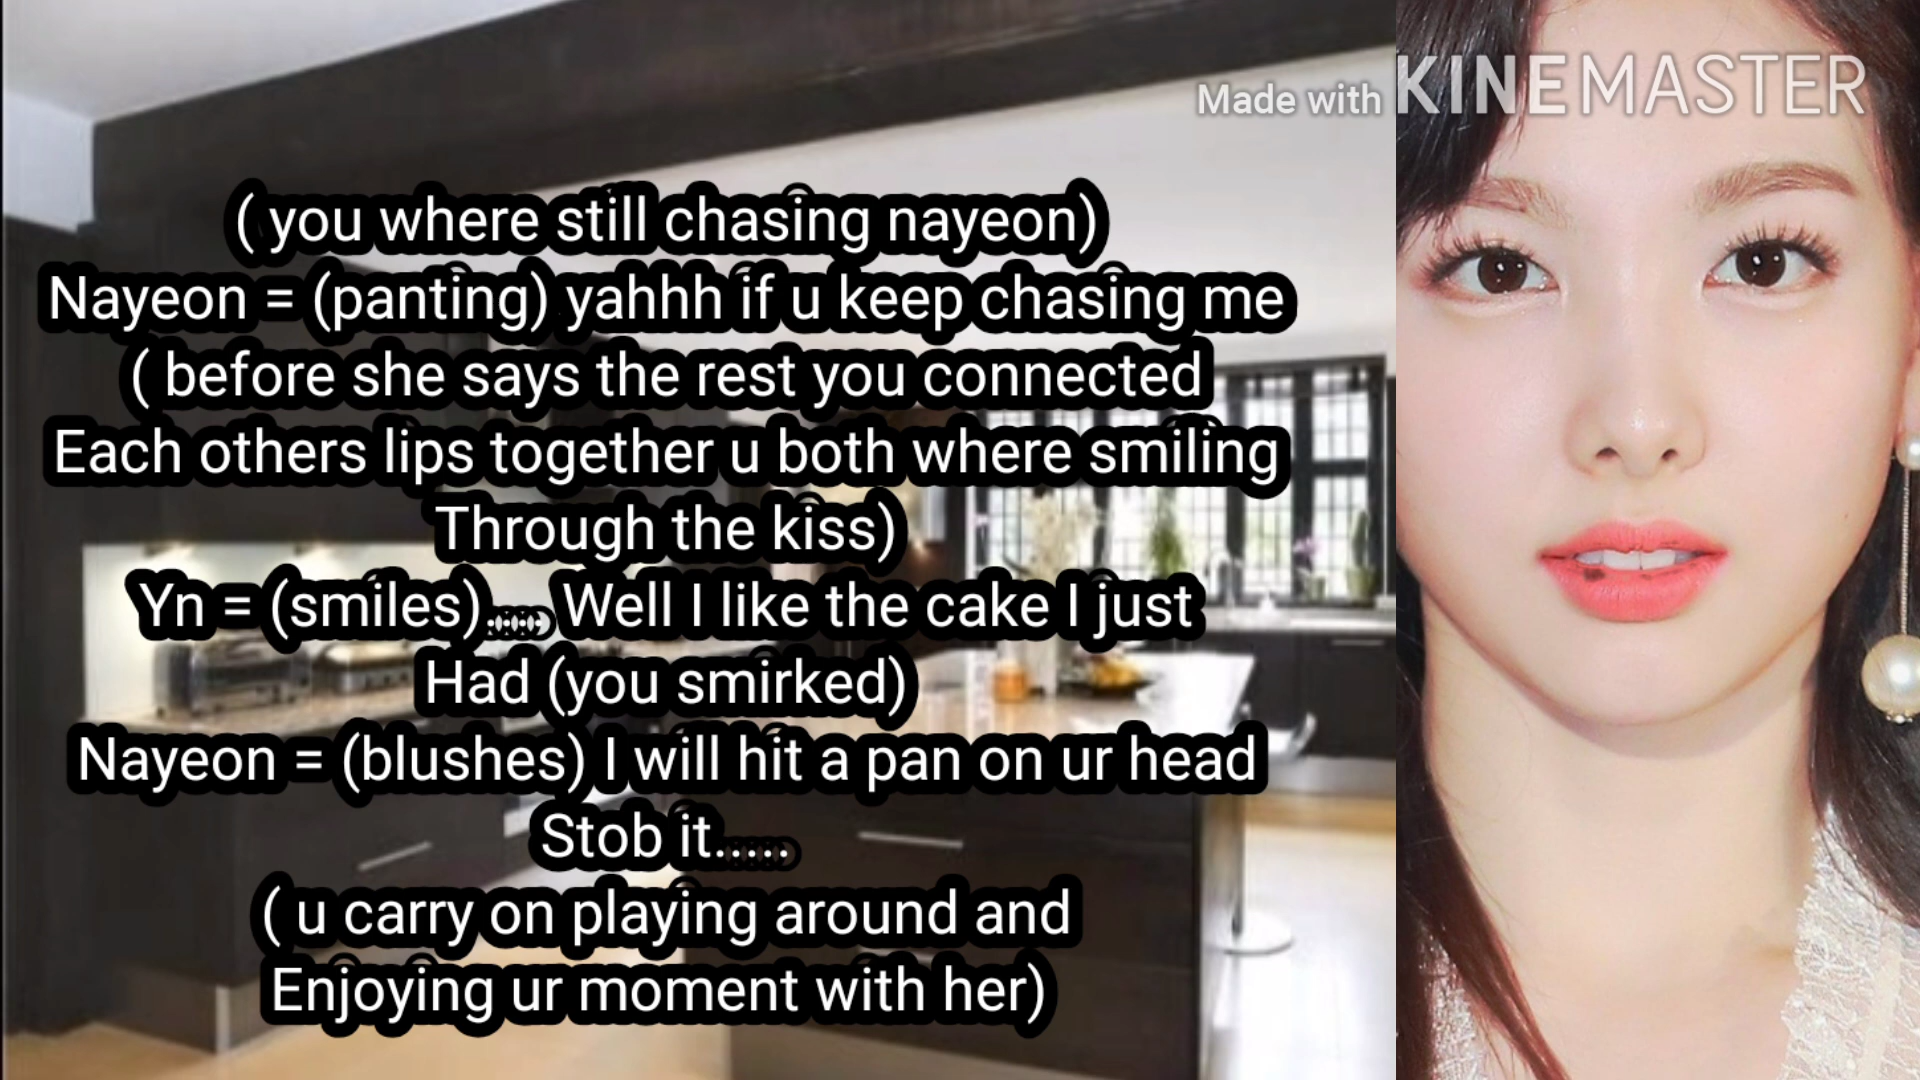 Made with KINEMASTER
( you where still chasing nayeon)
Nayeon = (panting) yahhh if u keep chasing me
( before she says the rest you connected
Each others lips together u both where smiling
Through the kiss)
Yn = (smiles)..... Well I like the cake I just
Had (you smirked)
Nayeon = (blushes) I will hit a pan on ur head
Stob it.....
( u carry on playing around and
Enjoying ur moment with her)